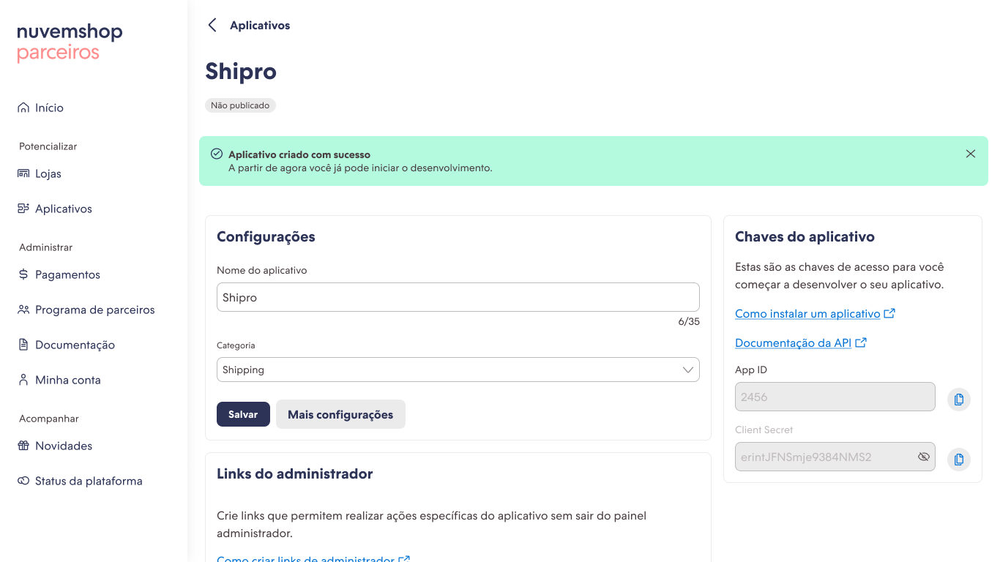 nuvemshop
parceiros
Início
Potencializar
Lojas
Aplicativos
Administrar
Pagamentos
Programa de parceiros
Documentação
Minha conta
Acompanhar
Novidades
Status da plataforma
Aplicativos
Shipro
Não publicado
Aplicativo criado com sucesso
A partir de agora você já pode iniciar o desenvolvimento.
Configurações
Nome do aplicativo
Shipro
6/35
Categoria
Shipping
Salvar
Mais configurações
Links do administrador
Crie links que permitem realizar ações específicas do aplicativo sem sair do painel
administrador.
Como criar links de administrador
Chaves do aplicativo
Estas são as chaves de acesso para você
começar a desenvolver o seu aplicativo.
Como instalar um aplicativo
Documentação da API
App ID
2456
Client Secret
erintJFNSmje9384NMS2